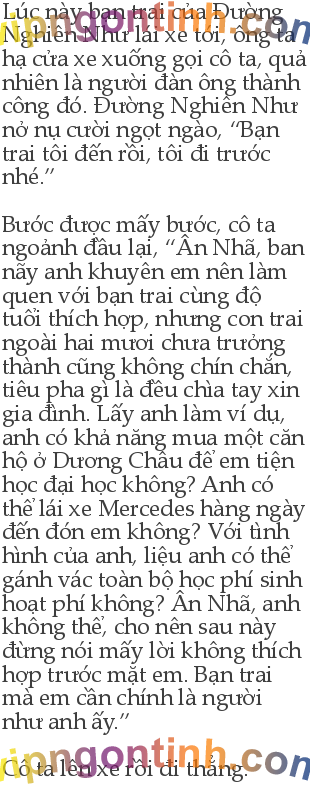 Lúc này bạn trai của Đường
Nghiên Như lái xe tới, ông ta
hạ cửa xe xuống gọi cô ta, quả
nhiên là người đàn ông thành
công đó. Đường Nghiên Như
nở nụ cười ngọt ngào, “Bạn
trai tôi đến rồi, tôi đi trước
nhé.”
Bước được mấy bước, cô ta
ngoảnh đầu lại, “Ân Nhã, ban
nãy anh khuyên em nên làm
quen với bạn trai cùng độ
tuổi thích hợp, nhưng con trai
ngoài hai mươi chưa trưởng
thành cũng không chín chắn,
tiêu pha gì là đều chìa tay xin
gia đình. Lấy anh làm ví dụ,
anh có khả năng mua một căn
hộ ở Dương Châu để em tiện
học đại học không? Anh có
thể lái xe Mercedes hàng ngày
đến đón em không? Với tình
hình của anh, liệu anh có thể
gánh vác toàn bộ học phí sinh
hoạt phí không? Ân Nhã, anh
không thể, cho nên sau này
đừng nói mấy lời không thích
hợp trước mặt em. Bạn trai
mà em cần chính là người
như anh ấy.”
Cô ta lên xe rồi đi thẳng.
vipngontinh.com
vipngontinh.com